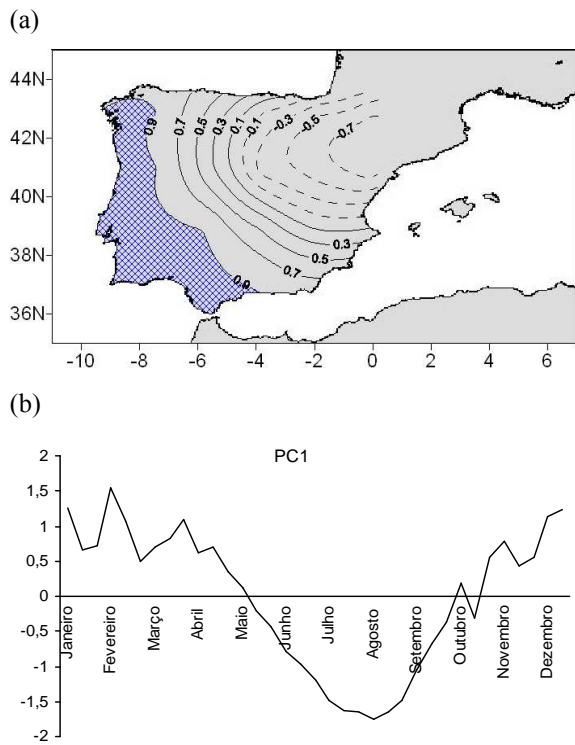 (a)
44N
42N
40N
38N
36N
0.9 0.7 0.5 0.3 0.1 -0.1 -0.3 -0.5 -0.7
0.3
0.5
0.7
0.9
-10 -8 -6 -4 -2 0 2 4 6
(b)
PC1
2
1,5
1
0,5
0
-0,5
-1
-1,5
-2
Janeiro Fevereiro Março Abril Maio Junho Julho Agosto Setembro Outubro Novembro Dezembro